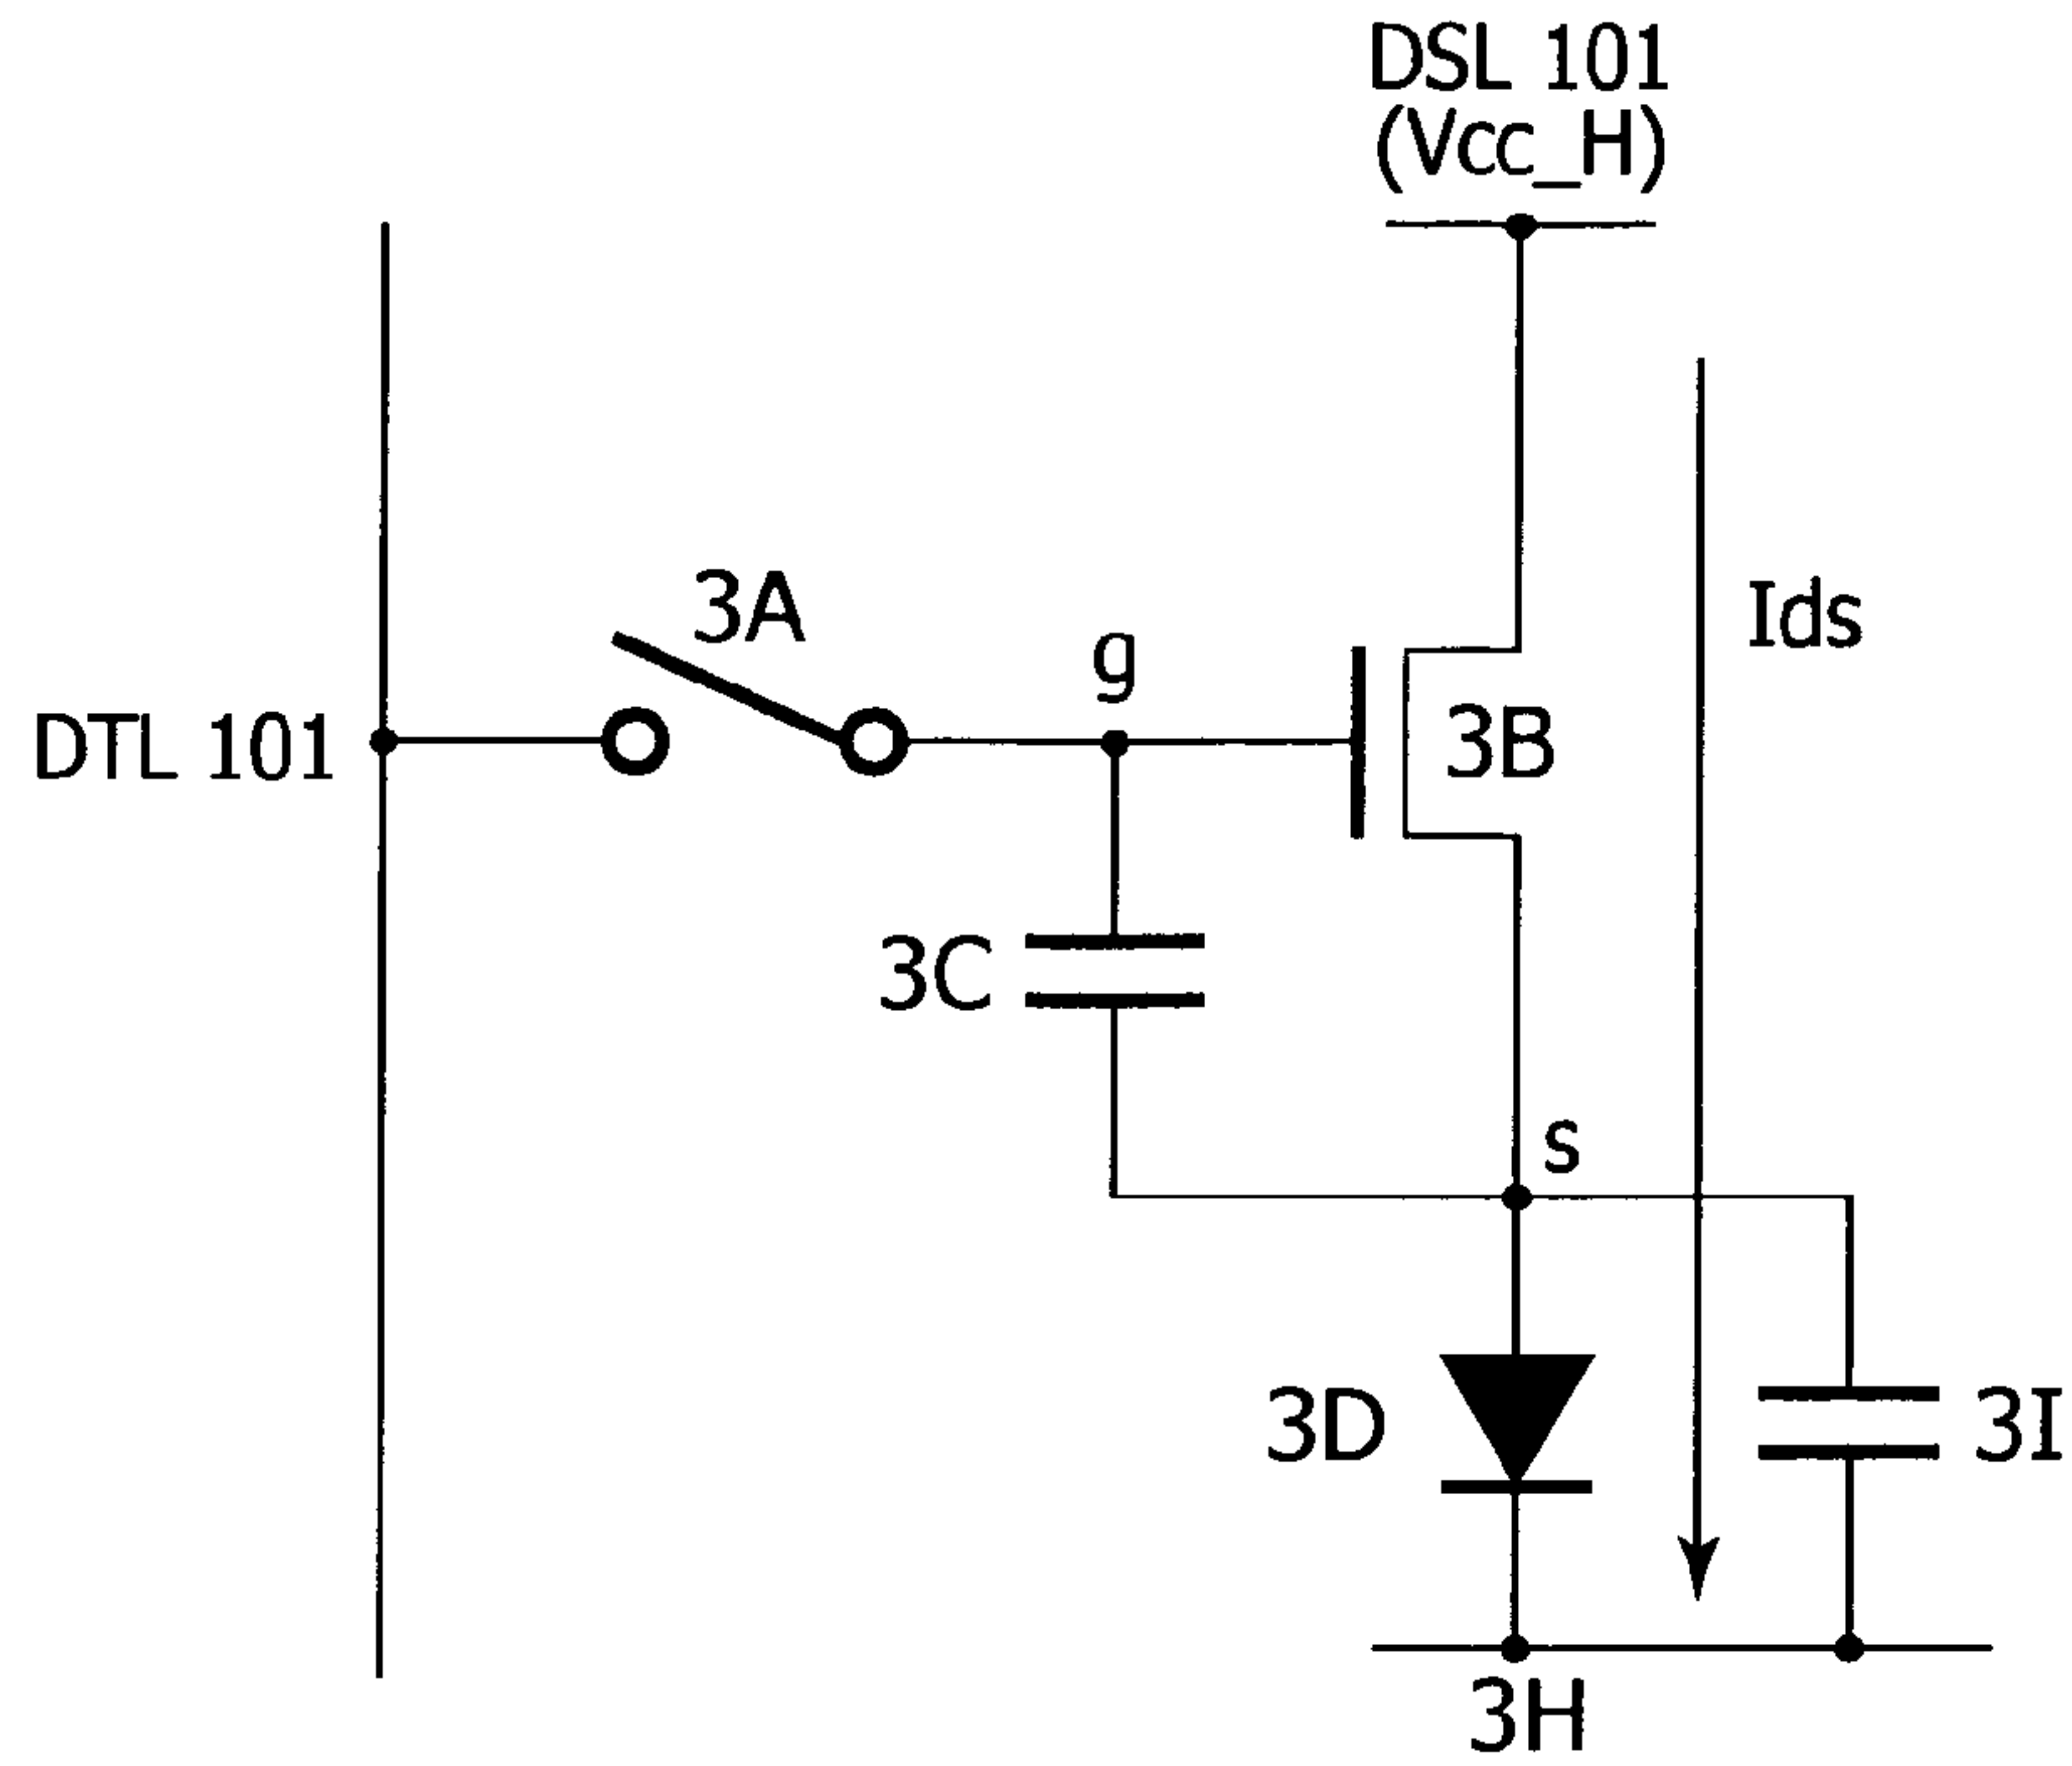 DSL 101
(Vcc_H)
3A
Ids
g
DTL 101
3B
3C
s
3D
3I
3H